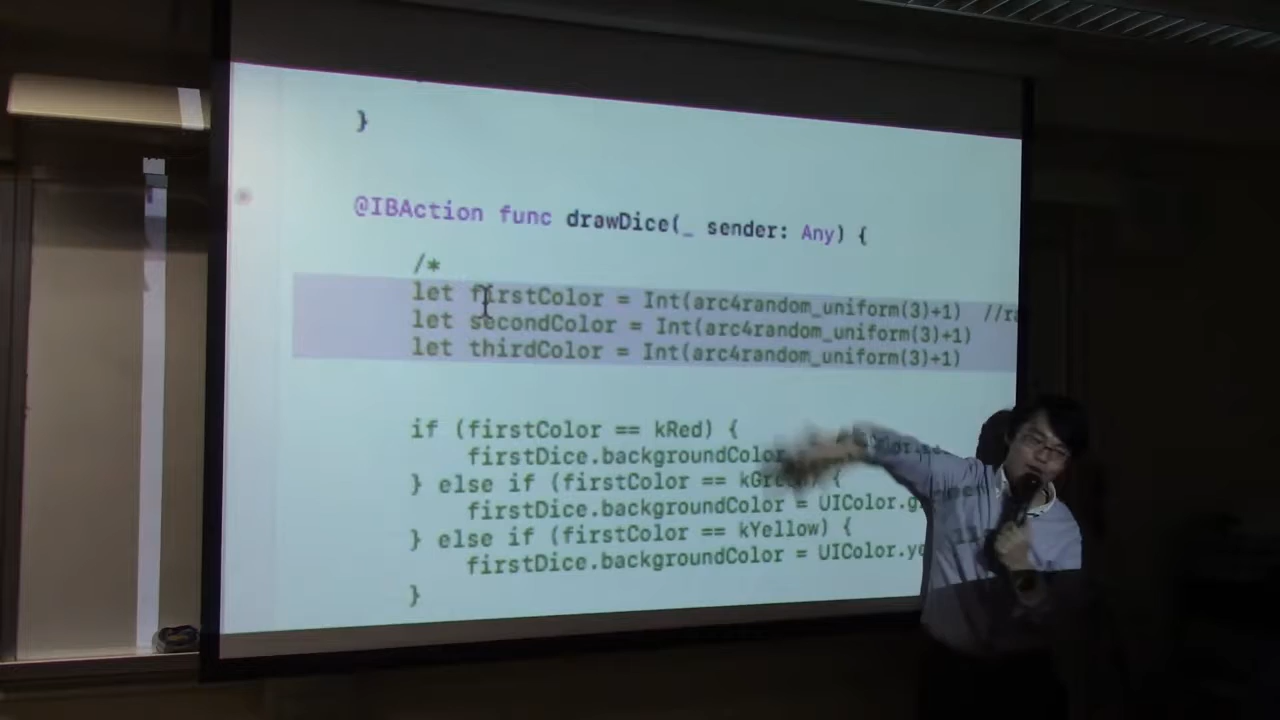 }
@IBAction func drawDice(_ sender: Any) {
/*
let firstColor = Int(arc4random_uniform(3)+1) //ra
let secondColor = Int(arc4random_uniform(3)+1)
let thirdColor = Int(arc4random_uniform(3)+1)
if (firstColor == kRed) {
firstDice.backgroundColor
} else if (firstColor == kGreen) {
firstDice.backgroundColor = UIColor.g
} else if (firstColor == kYellow) {
firstDice.backgroundColor = UIColor.ye
}